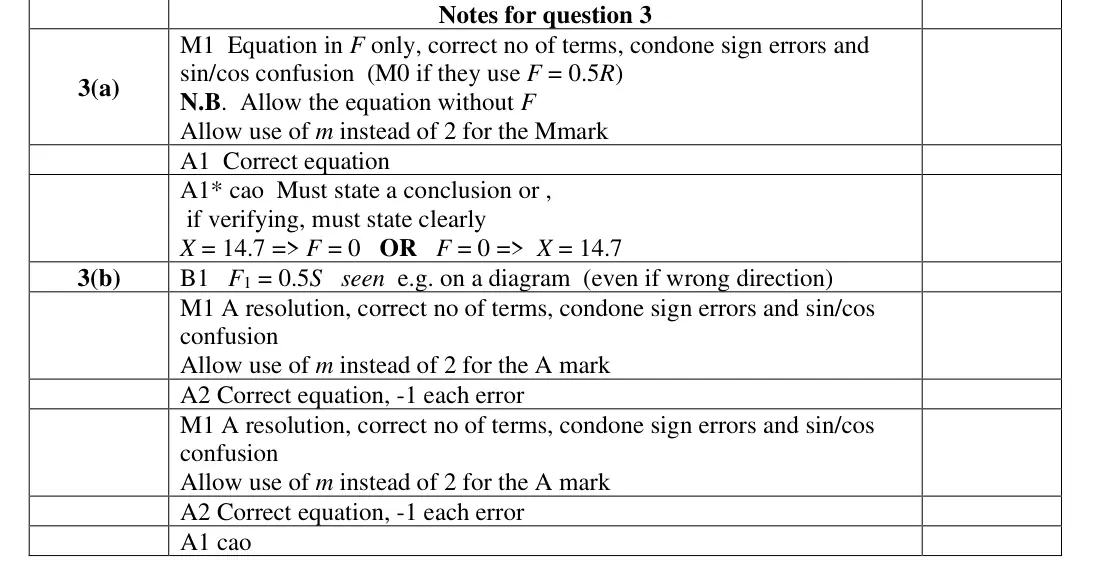 Notes for question 3
3(a)
M1 Equation in F only, correct no of terms, condone sign errors and
sin/cos confusion (M0 if they use F = 0.5R)
N.B. Allow the equation without F
Allow use of m instead of 2 for the Mmark
A1 Correct equation
A1* cao Must state a conclusion or ,
if verifying, must state clearly
X = 14.7 => F = 0 OR F = 0 => X = 14.7
3(b)
B1 F₁ = 0.5S seen e.g. on a diagram (even if wrong direction)
M1 A resolution, correct no of terms, condone sign errors and sin/cos
confusion
Allow use of m instead of 2 for the A mark
A2 Correct equation, -1 each error
M1 A resolution, correct no of terms, condone sign errors and sin/cos
confusion
Allow use of m instead of 2 for the A mark
A2 Correct equation, -1 each error
A1 cao